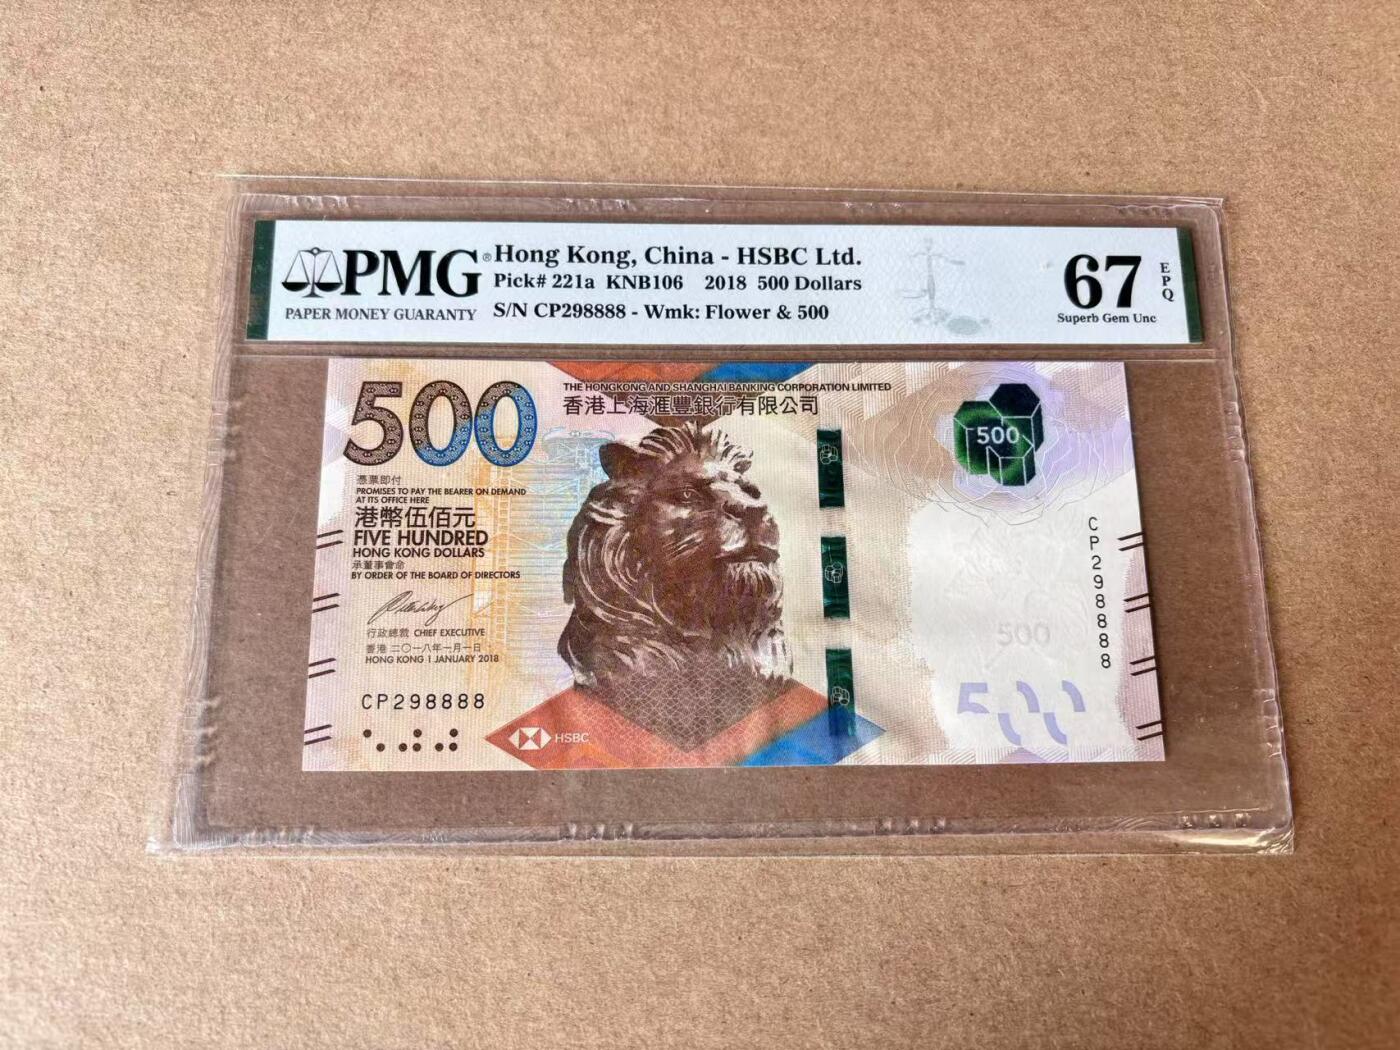 PMG®
PAPER MONEY GUARANTY
Hong Kong, China - HSBC Ltd.
Pick# 221a KNB106 2018 500 Dollars
S/N CP298888 - Wmk: Flower & 500
67
EPQ
Superb Gem Unc
500
THE HONGKONG AND SHANGHAI BANKING CORPORATION LIMITED
香港上海滙豐銀行有限公司
500
憑票即付
PROMISES TO PAY THE BEARER ON DEMAND
AT ITS OFFICE HERE
港幣伍佰元
FIVE HUNDRED
HONG KONG DOLLARS
承董事會命
BY ORDER OF THE BOARD OF DIRECTORS
行政總裁 CHIEF EXECUTIVE
香港 二〇一八年一月一日
HONG KONG 1 JANUARY 2018
CP298888
HSBC
CP298888
500
500